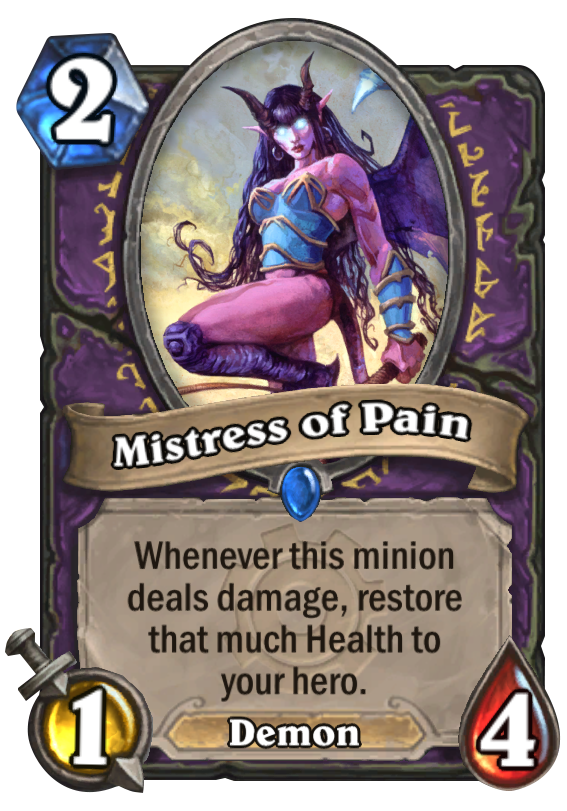 2
Mistress of Pain
Whenever this minion
deals damage, restore
that much Health to
your hero.
1
Demon
4